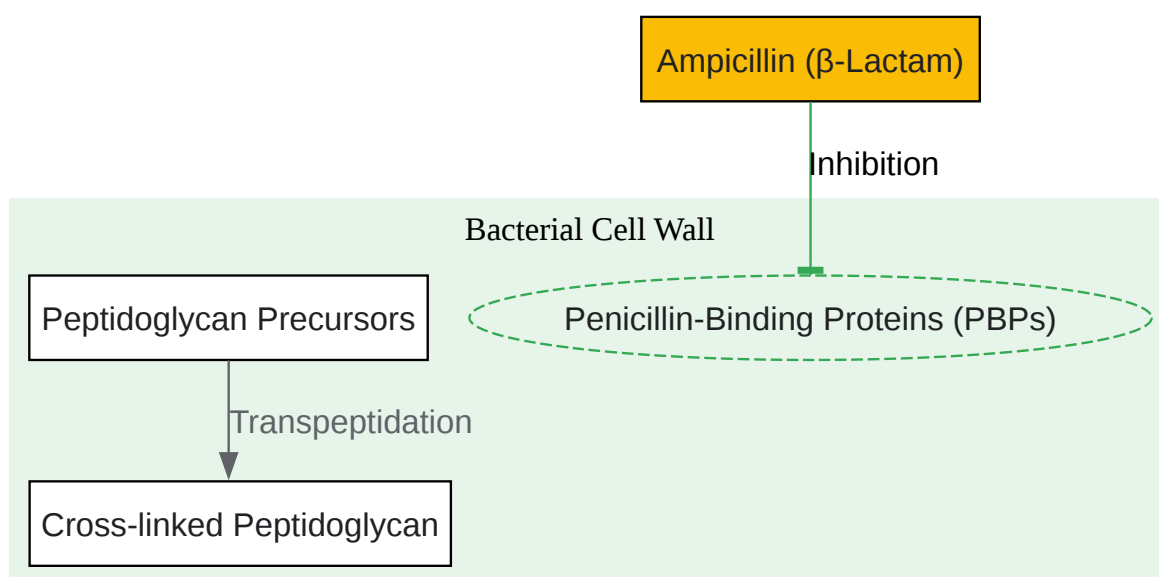 Ampicillin (β-Lactam)
Inhibition
Bacterial Cell Wall
Peptidoglycan Precursors
Penicillin-Binding Proteins (PBPs)
Transpeptidation
Cross-linked Peptidoglycan